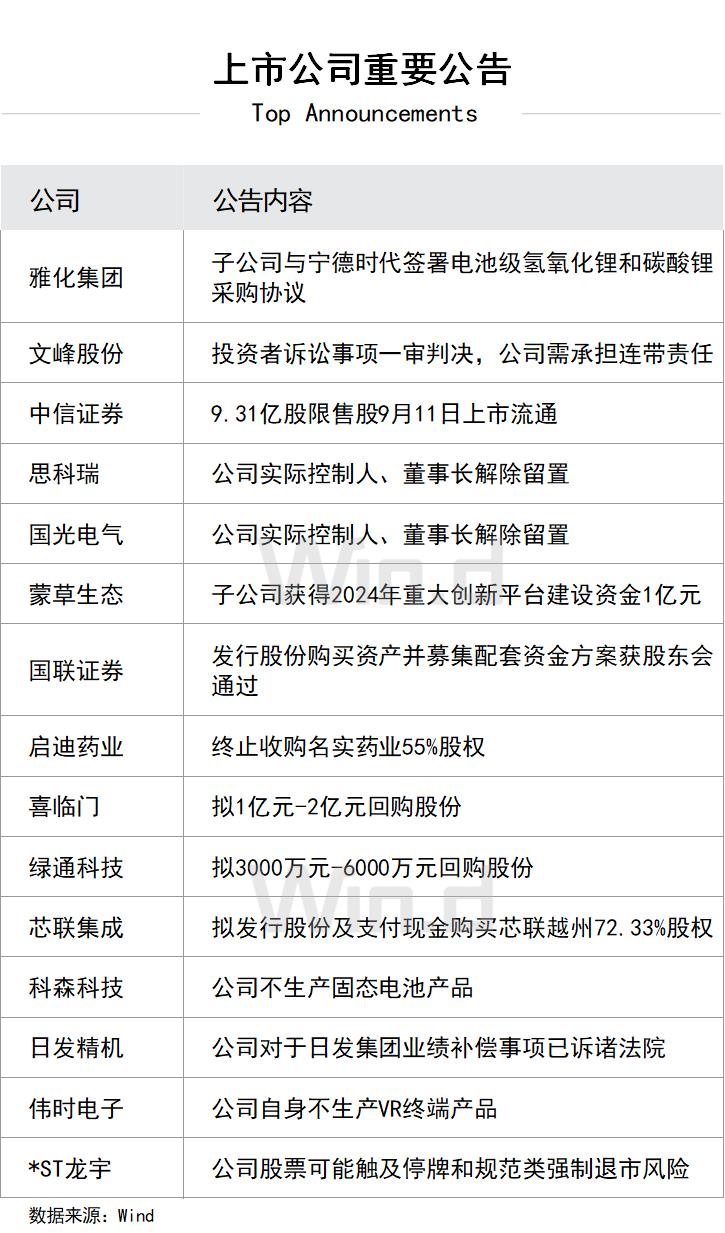 上市公司重要公告
Top Announcements
公司 公告内容
雅化集团 子公司与宁德时代签署电池级氢氧化锂和碳酸锂
采购协议
文峰股份 投资者诉讼事项一审判决，公司需承担连带责任
中信证券 9.31亿股限售股9月11日上市流通
思科瑞 公司实际控制人、董事长解除留置
国光电气 公司实际控制人、董事长解除留置
蒙草生态 子公司获得2024年重大创新平台建设资金1亿元
国联证券 发行股份购买资产并募集配套资金方案获股东会
通过
启迪药业 终止收购名实药业55%股权
喜临门 拟1亿元-2亿元回购股份
绿通科技 拟3000万元-6000万元回购股份
芯联集成 拟发行股份及支付现金购买芯联越州72.33%股权
科森科技 公司不生产固态电池产品
日发精机 公司对于日发集团业绩补偿事项已诉诸法院
伟时电子 公司自身不生产VR终端产品
*ST龙宇 公司股票可能触及停牌和规范类强制退市风险
数据来源：Wind
Win.d
Win.d